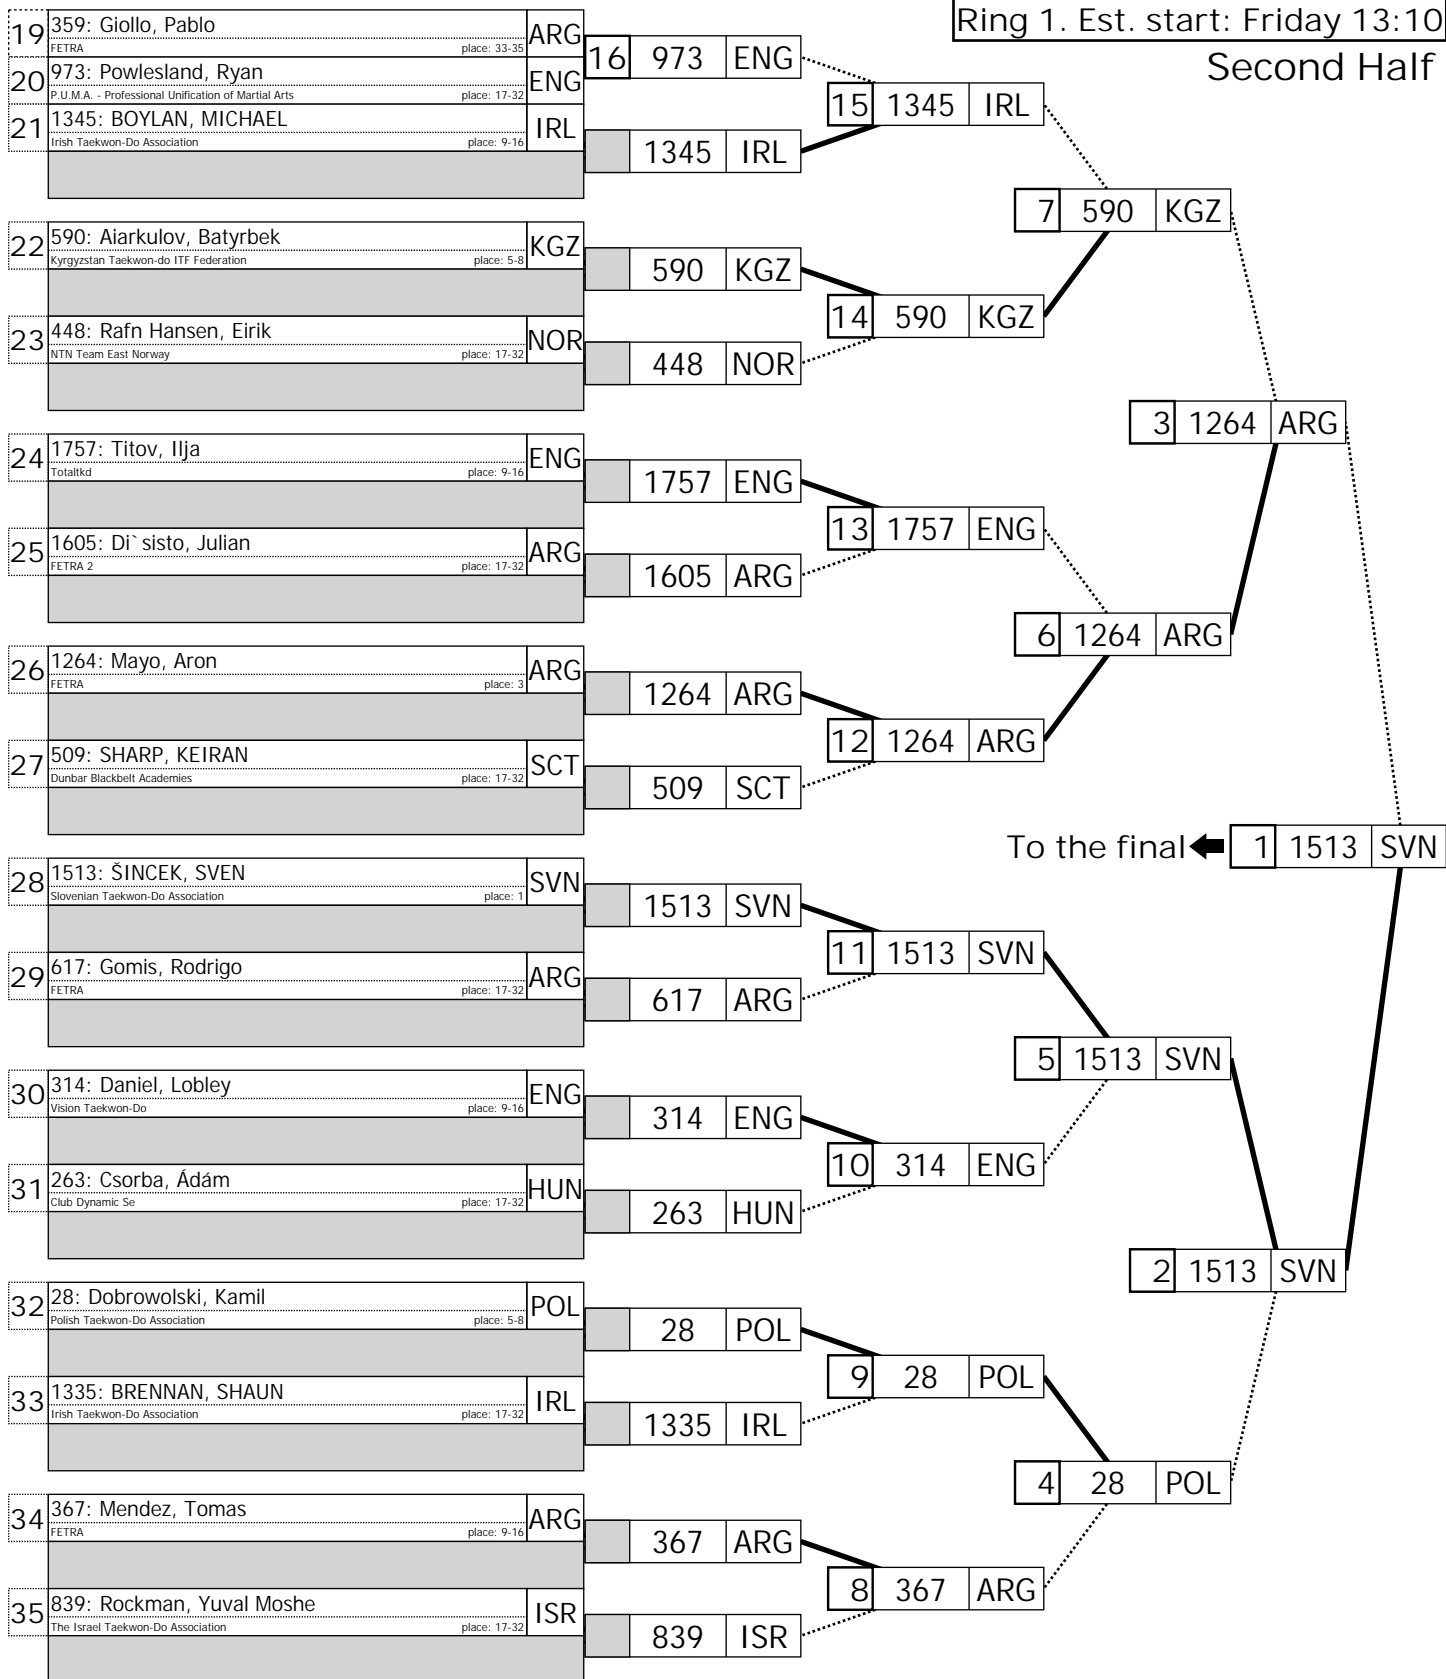 Ring 1. Est. start: Friday 13:10
Second Half
19 359: Giollo, Pablo ARG
FETRA place: 33-35
20 973: Powlesland, Ryan ENG
P.U.M.A. - Professional Unification of Martial Arts place: 17-32
21 1345: BOYLAN, MICHAEL IRL
Irish Taekwon-Do Association place: 9-16
22 590: Aiarkulov, Batyrbek KGZ
Kyrgyzstan Taekwon-do ITF Federation place: 5-8
23 448: Rafn Hansen, Eirik NOR
NTN Team East Norway place: 17-32
24 1757: Titov, Ilja ENG
Totaltkd place: 9-16
25 1605: Di`sisto, Julian ARG
FETRA 2 place: 17-32
26 1264: Mayo, Aron ARG
FETRA place: 3
27 509: SHARP, KEIRAN SCT
Dunbar Blackbelt Academies place: 17-32
28 1513: ŠINCEK, SVEN SVN
Slovenian Taekwon-Do Association place: 1
29 617: Gomis, Rodrigo ARG
FETRA place: 17-32
30 314: Daniel, Lobley ENG
Vision Taekwon-Do place: 9-16
31 263: Csorba, Ádám HUN
Club Dynamic Se place: 17-32
32 28: Dobrowolski, Kamil POL
Polish Taekwon-Do Association place: 5-8
33 1335: BRENNAN, SHAUN IRL
Irish Taekwon-Do Association place: 17-32
34 367: Mendez, Tomas ARG
FETRA place: 9-16
35 839: Rockman, Yuval Moshe ISR
The Israel Taekwon-Do Association place: 17-32
16 973 ENG
1345 IRL
590 KGZ
448 NOR
1757 ENG
1605 ARG
1264 ARG
509 SCT
1513 SVN
617 ARG
314 ENG
263 HUN
28 POL
1335 IRL
367 ARG
839 ISR
15 1345 IRL
14 590 KGZ
13 1757 ENG
12 1264 ARG
11 1513 SVN
10 314 ENG
9 28 POL
8 367 ARG
7 590 KGZ
6 1264 ARG
5 1513 SVN
4 28 POL
3 1264 ARG
2 1513 SVN
To the final 1 1513 SVN